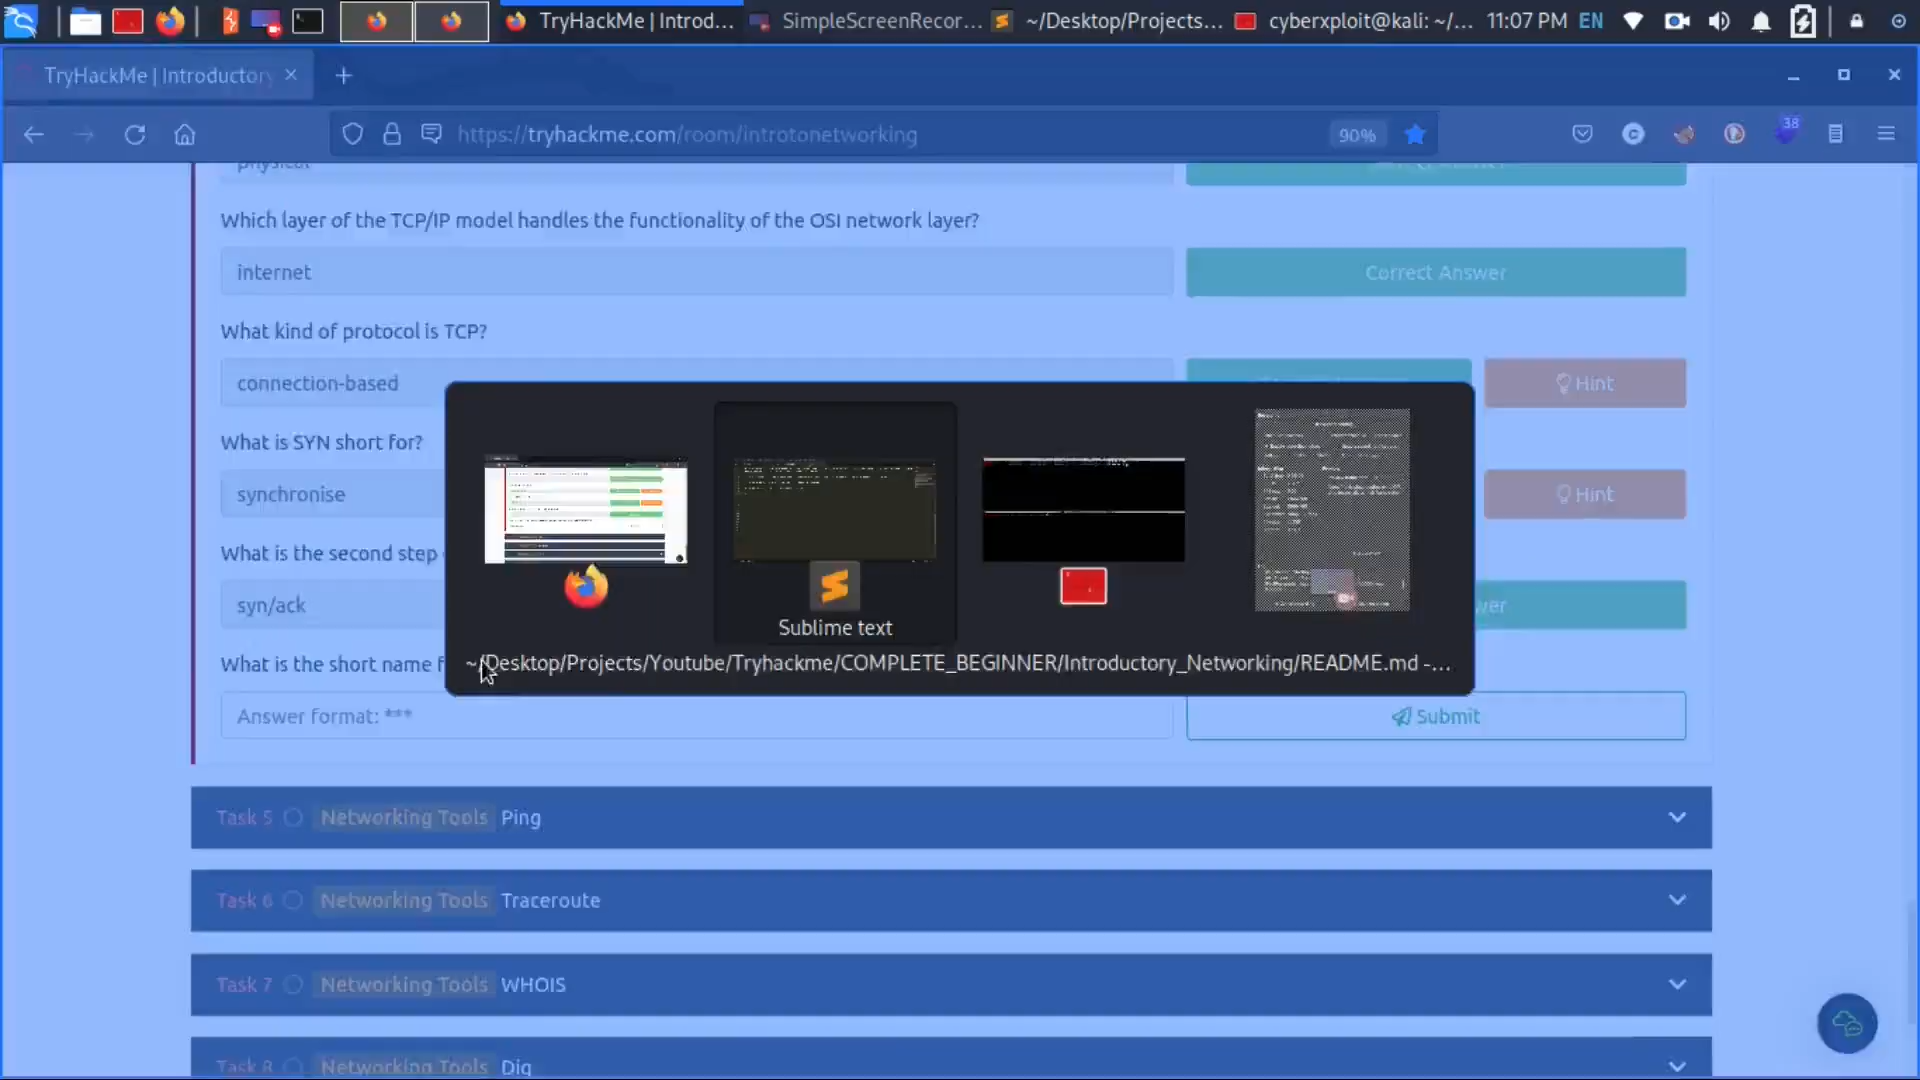 TryHackMe | Introd...
SimpleScreenRecor...
~/Desktop/Projects...
cyberxploit@kali: ~/...
11:07 PM
EN
TryHackMe | Introductory
https://tryhackme.com/room/introtonetworking
90%
38
physical
Which layer of the TCP/IP model handles the functionality of the OSI network layer?
internet
Correct Answer
What kind of protocol is TCP?
connection-based
Hint
What is SYN short for?
synchronise
Hint
What is the second step
syn/ack
Sublime text
~/Desktop/Projects/Youtube/Tryhackme/COMPLETE_BEGINNER/Introductory_Networking/README.md -...
What is the short name f
Answer format: ***
Submit
Task 5 Networking Tools Ping
Task 6 Networking Tools Traceroute
Task 7 Networking Tools WHOIS
Task 8 Networking Tools Dig